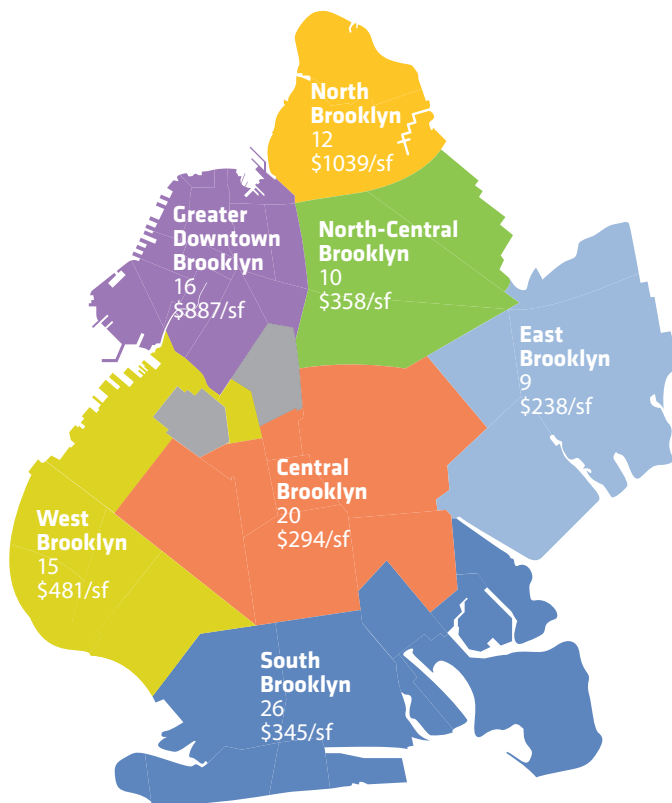 North
Brooklyn
12
$1039/sf
Greater
Downtown
Brooklyn
16
$887/sf
North-Central
Brooklyn
10
$358/sf
East
Brooklyn
9
$238/sf
Central
Brooklyn
20
$294/sf
West
Brooklyn
15
$481/sf
South
Brooklyn
26
$345/sf